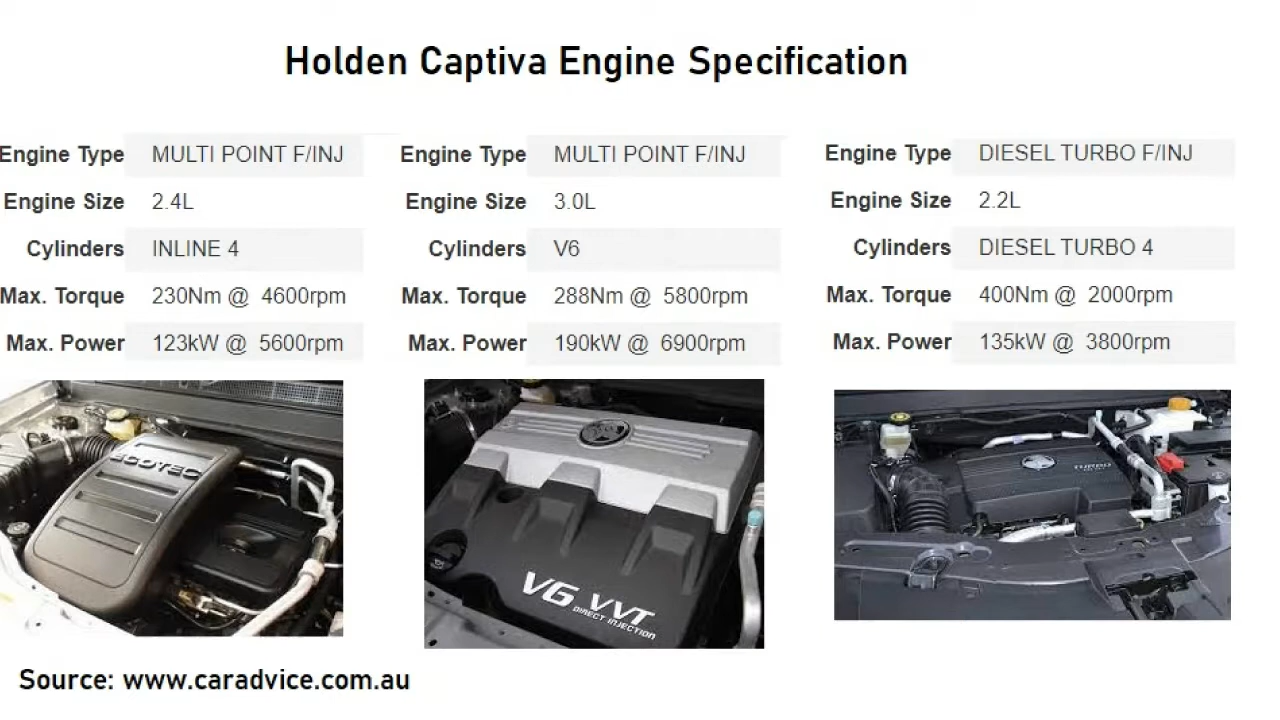 Holden Captiva Engine Specification
Engine Type MULTI POINT F/INJ
Engine Size 2.4L
Cylinders INLINE 4
Max. Torque 230Nm @ 4600rpm
Max. Power 123kW @ 5600rpm
Engine Type MULTI POINT F/INJ
Engine Size 3.0L
Cylinders V6
Max. Torque 288Nm @ 5800rpm
Max. Power 190kW @ 6900rpm
Engine Type DIESEL TURBO F/INJ
Engine Size 2.2L
Cylinders DIESEL TURBO 4
Max. Torque 400Nm @ 2000rpm
Max. Power 135kW @ 3800rpm
ECOTEC
V6 VVT
DIRECT INJECTION
TURBO
Source: www.caradvice.com.au